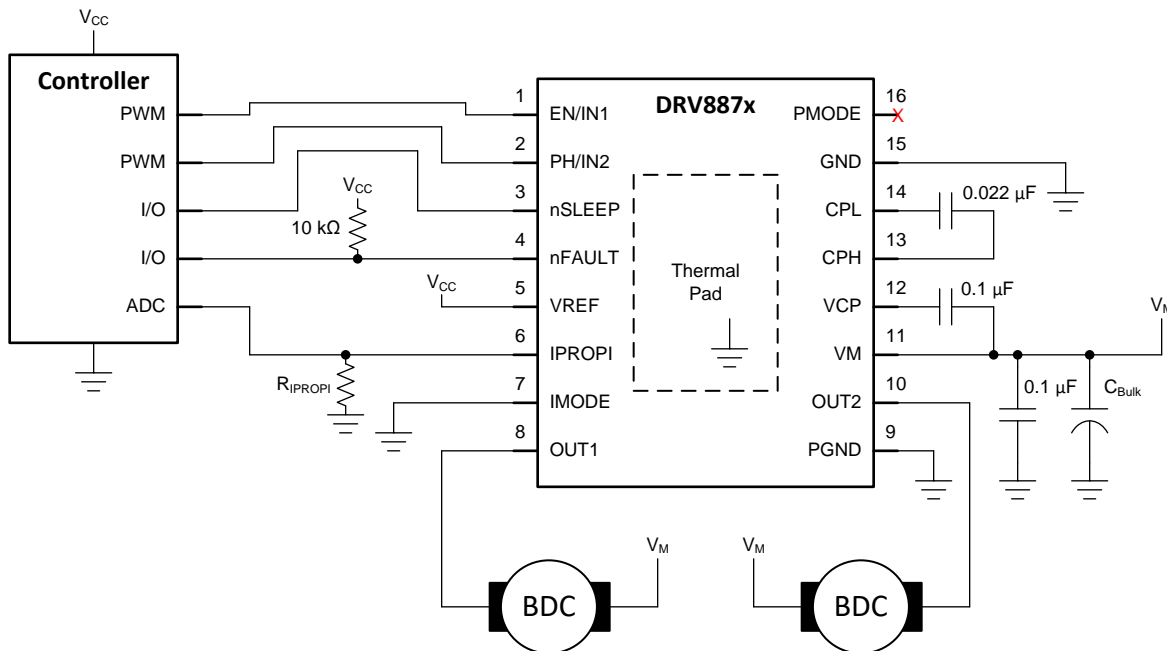 VCC
Controller
PWM
PWM
I/O
I/O
ADC
VCC
10 kΩ
VCC
RIPROPI
DRV887x
1 EN/IN1
2 PH/IN2
3 nSLEEP
4 nFAULT
5 VREF
6 IPROPI
7 IMODE
8 OUT1
Thermal
Pad
PMODE 16
X
GND 15
CPL 14
CPH 13
VCP 12
VM 11
OUT2 10
PGND 9
0.022 µF
0.1 µF
VM
0.1 µF
CBulk
VM
VM
BDC
BDC